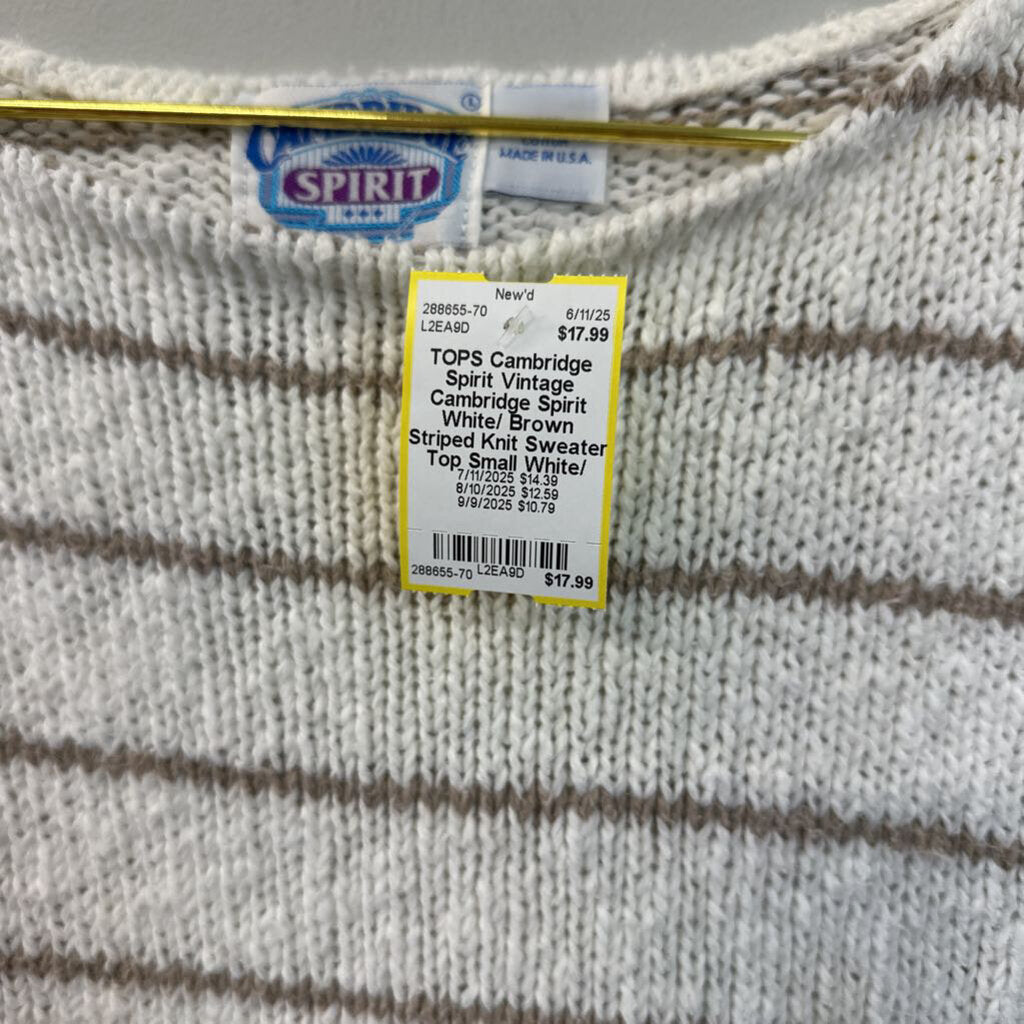 SPIRIT
MADE IN U.S.A.
New'd
288655-70 6/11/25
L2EA9D $17.99
TOPS Cambridge
Spirit Vintage
Cambridge Spirit
White/ Brown
Striped Knit Sweater
Top Small White/
7/11/2025 $14.39
8/10/2025 $12.59
9/9/2025 $10.79
288655-70 L2EA9D $17.99